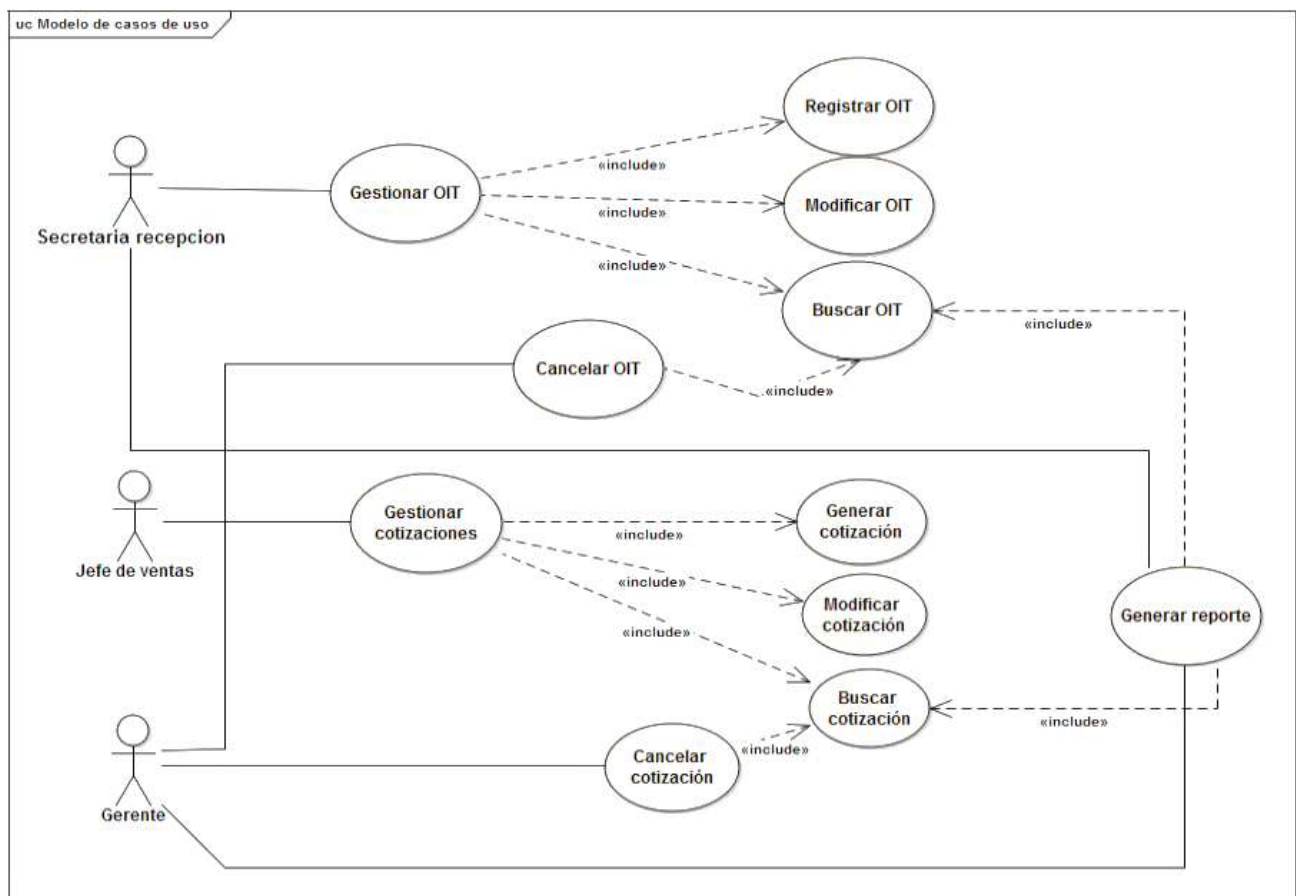 uc Modelo de casos de uso
Registrar OIT
«include»
Gestionar OIT
Modificar OIT
«include»
Secretaria recepcion
«include»
Buscar OIT
«include»
Cancelar OIT
«include»
Gestionar
cotizaciones
Generar
cotización
«include»
Jefe de ventas
«include»
Modificar
cotización
Generar reporte
«include»
Buscar
cotización
«include»
«include»
Cancelar
cotización
Gerente